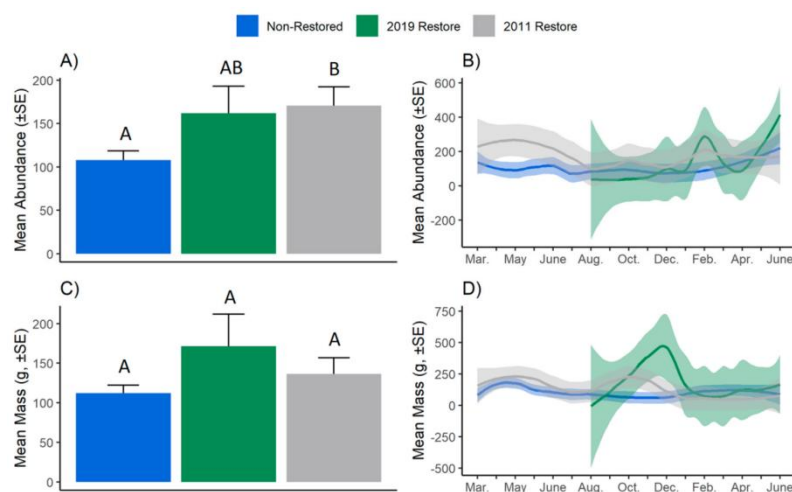 Non-Restored 2019 Restore 2011 Restore
A)
Mean Abundance (±SE)
200
150
100
50
0
A
AB
B
B)
Mean Abundance (±SE)
600
400
200
0
-200
Mar. May June Aug. Oct. Dec. Feb. Apr. June
C)
Mean Mass (g, ±SE)
200
150
100
50
0
A
A
A
D)
Mean Mass (g, ±SE)
750
500
250
0
-250
-500
Mar. May June Aug. Oct. Dec. Feb. Apr. June